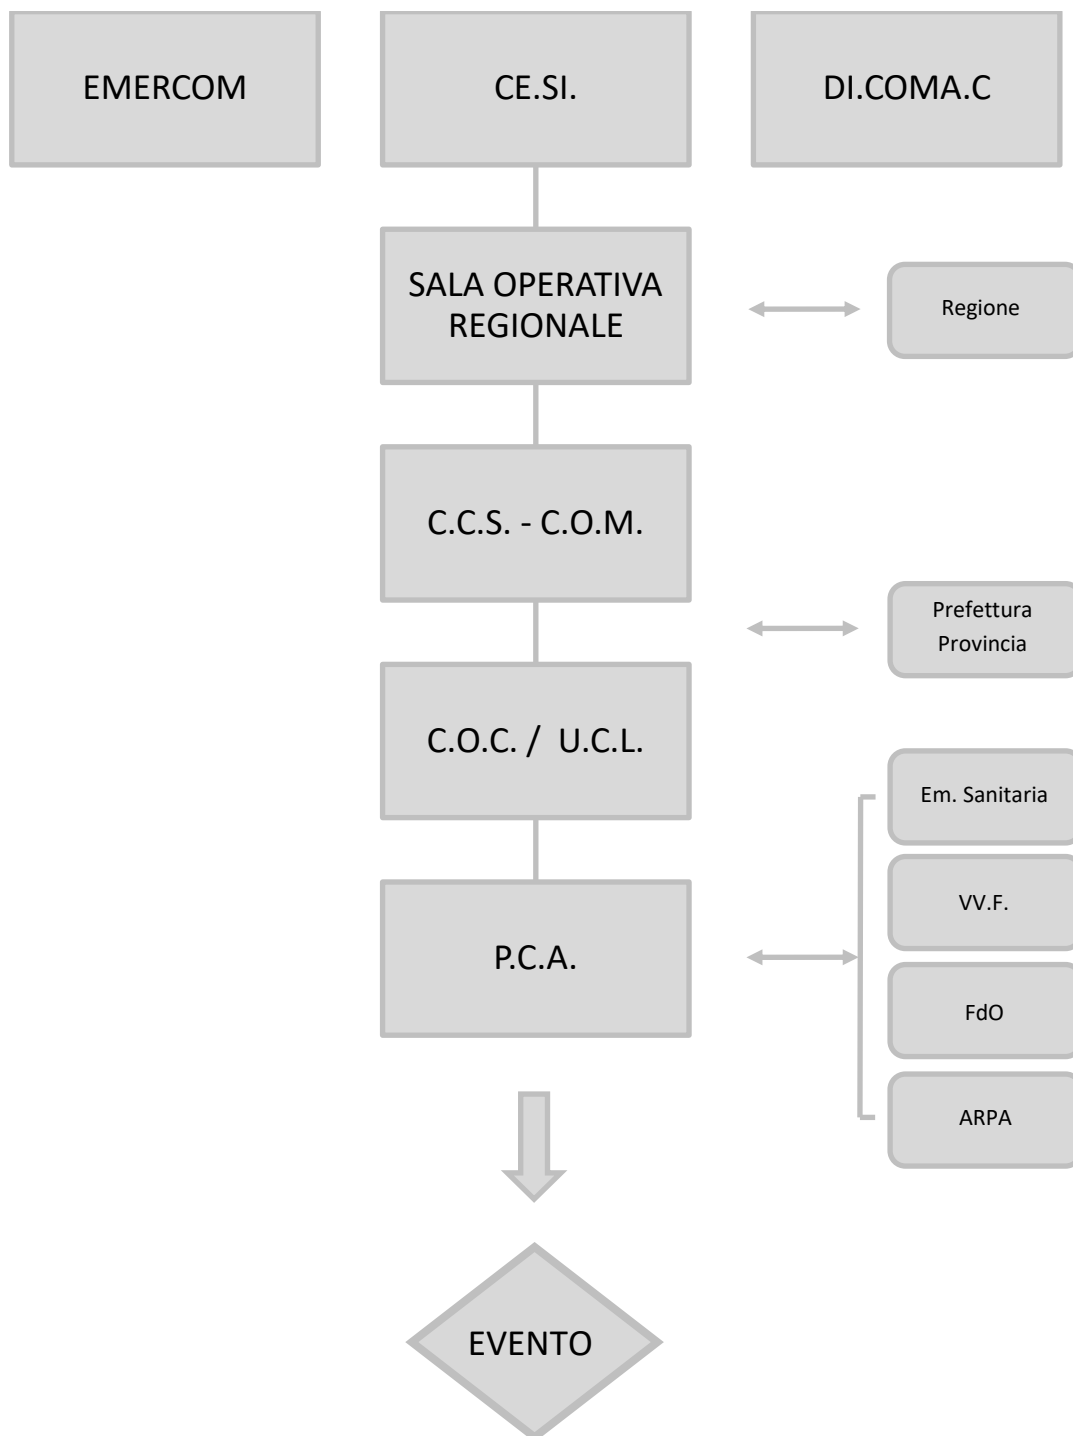 EMERCOM
CE.SI.
DI.COMA.C
SALA OPERATIVA
REGIONALE
Regione
C.C.S. - C.O.M.
Prefettura
Provincia
C.O.C. / U.C.L.
Em. Sanitaria
VV.F.
P.C.A.
FdO
ARPA
EVENTO